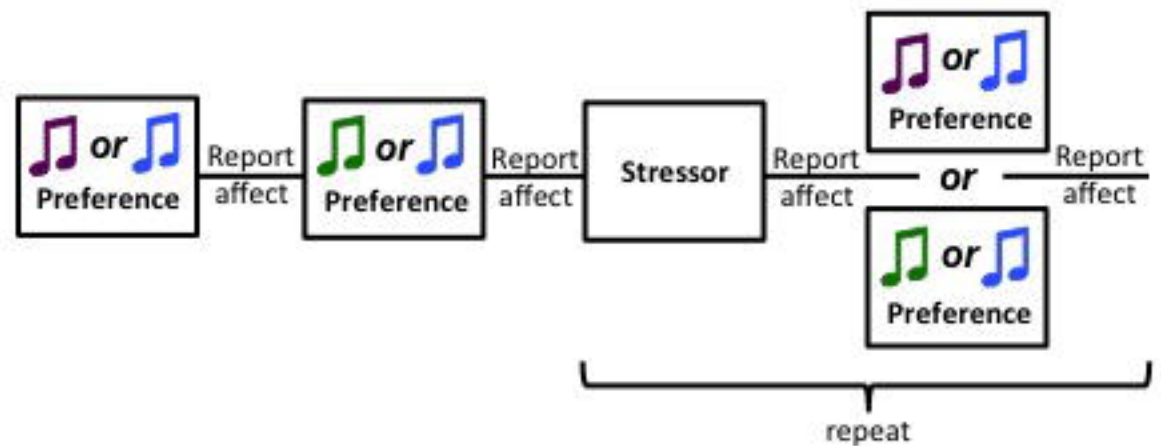 or
Preference
Report
affect
or
Preference
Report
affect
Stressor
Report
affect
or
Preference
or
or
Preference
Report
affect
repeat